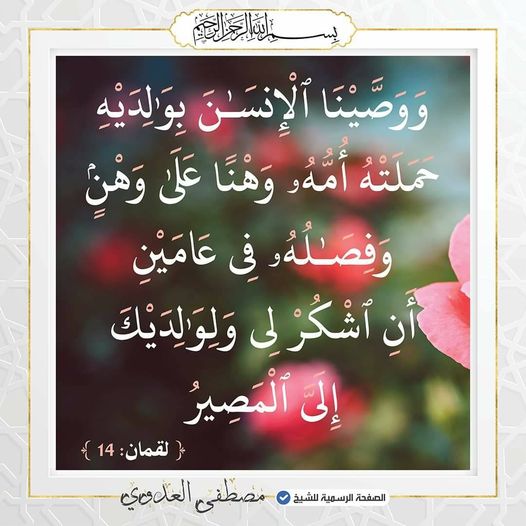 بسم الله الرحمن الرحيم
وَوَصَّيْنَا ٱلْإِنسَـٰنَ بِوَٰلِدَيْهِ
حَمَلَتْهُ أُمُّهُۥ وَهْنًا عَلَىٰ وَهْنٍۢ
وَفِصَـٰلُهُۥ فِى عَامَيْنِ
أَنِ ٱشْكُرْ لِى وَلِوَٰلِدَيْكَ
إِلَىَّ ٱلْمَصِيرُ
﴿ لقمان: 14 ﴾
الصفحة الرسمية للشيخ مصطفى العدوي